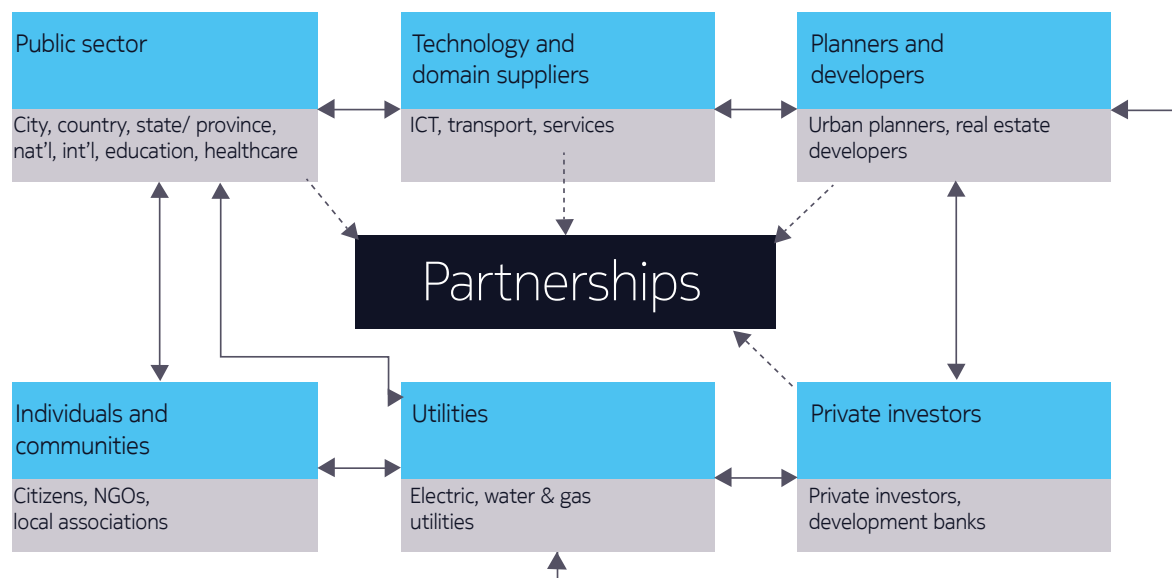 Public sector
City, country, state/ province,
nat’l, int’l, education, healthcare
Technology and
domain suppliers
ICT, transport, services
Planners and
developers
Urban planners, real estate
developers
Partnerships
Individuals and
communities
Citizens, NGOs,
local associations
Utilities
Electric, water & gas
utilities
Private investors
Private investors,
development banks